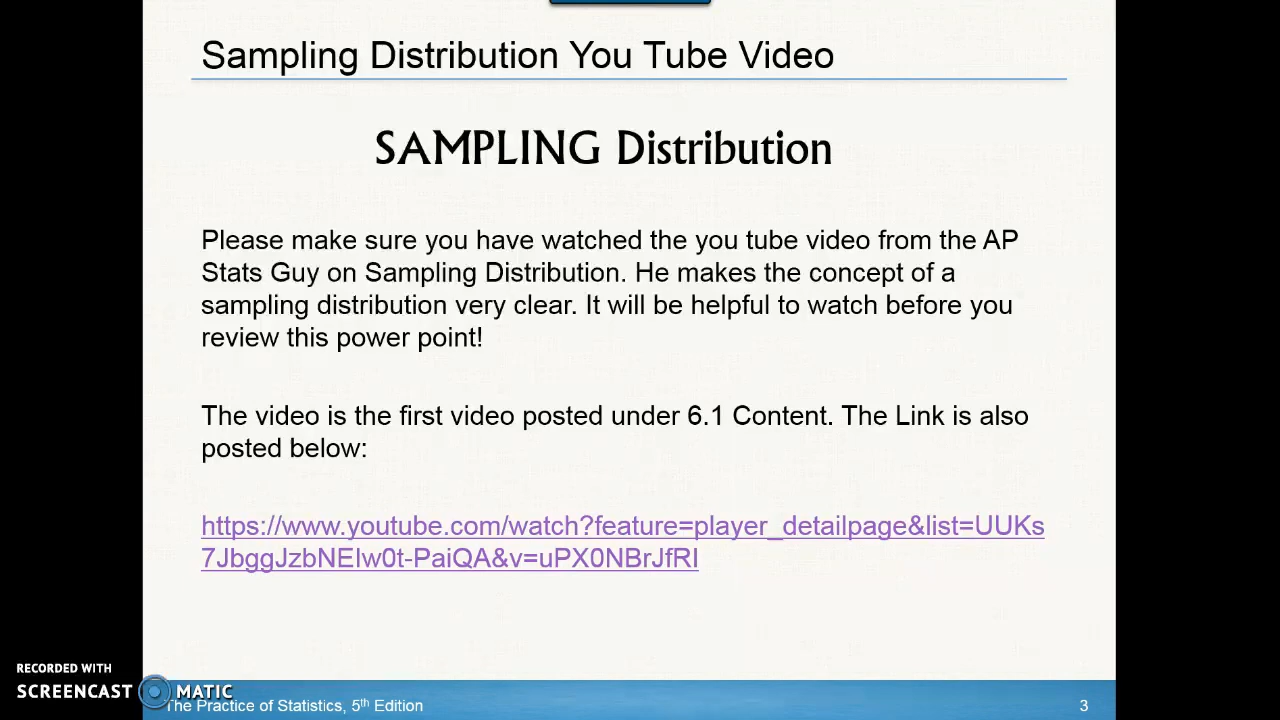 Sampling Distribution You Tube Video
SAMPLING Distribution
Please make sure you have watched the you tube video from the AP
Stats Guy on Sampling Distribution. He makes the concept of a
sampling distribution very clear. It will be helpful to watch before you
review this power point!
The video is the first video posted under 6.1 Content. The Link is also
posted below:
https://www.youtube.com/watch?feature=player_detailpage&list=UUKs
7JbggJzbNEIw0t-PaiQA&v=uPX0NBrJfRI
RECORDED WITH
SCREENCAST MATIC
The Practice of Statistics, 5th Edition
3